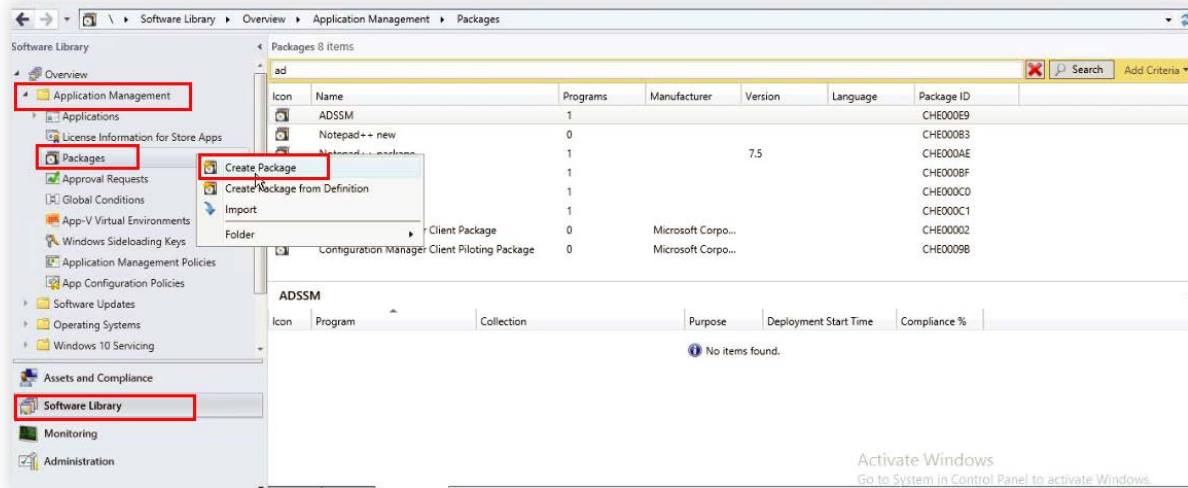 \ Software Library Overview Application Management Packages
Software Library
Packages 8 items
Overview
Application Management
Applications
License Information for Store Apps
Packages
Approval Requests
Global Conditions
App-V Virtual Environments
Windows Sideloading Keys
Application Management Policies
App Configuration Policies
Software Updates
Operating Systems
Windows 10 Servicing
Assets and Compliance
Software Library
Monitoring
Administration
ad Search Add Criteria
Icon Name Programs Manufacturer Version Language Package ID
ADSSM 1 CHE000E9
Notepad++ new 0 CHE000B3
Notepad++ package 1 7.5 CHE000AE
1 CHE000BF
1 CHE000C0
1 CHE000C1
Client Package 0 Microsoft Corpo... CHE00002
Configuration Manager Client Piloting Package 0 Microsoft Corpo... CHE0009B
Create Package
Create Package from Definition
Import
Folder
ADSSM
Icon Program Collection Purpose Deployment Start Time Compliance %
No items found.
Activate Windows
Go to System in Control Panel to activate Windows.